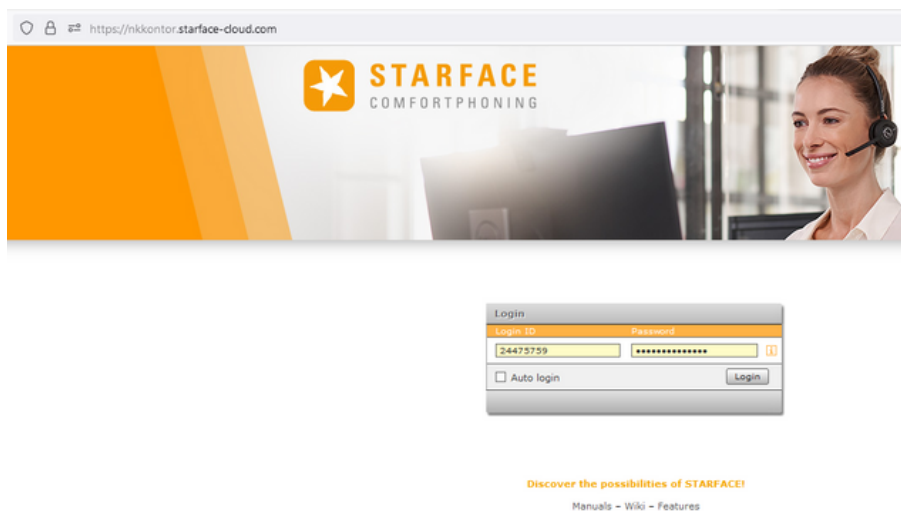 https://nkkontor.starface-cloud.com
STARFACE
COMFORTPHONING
Login
Login ID Password
24475759 ••••••••••••••
Auto login Login
Discover the possibilities of STARFACE!
Manuals – Wiki – Features